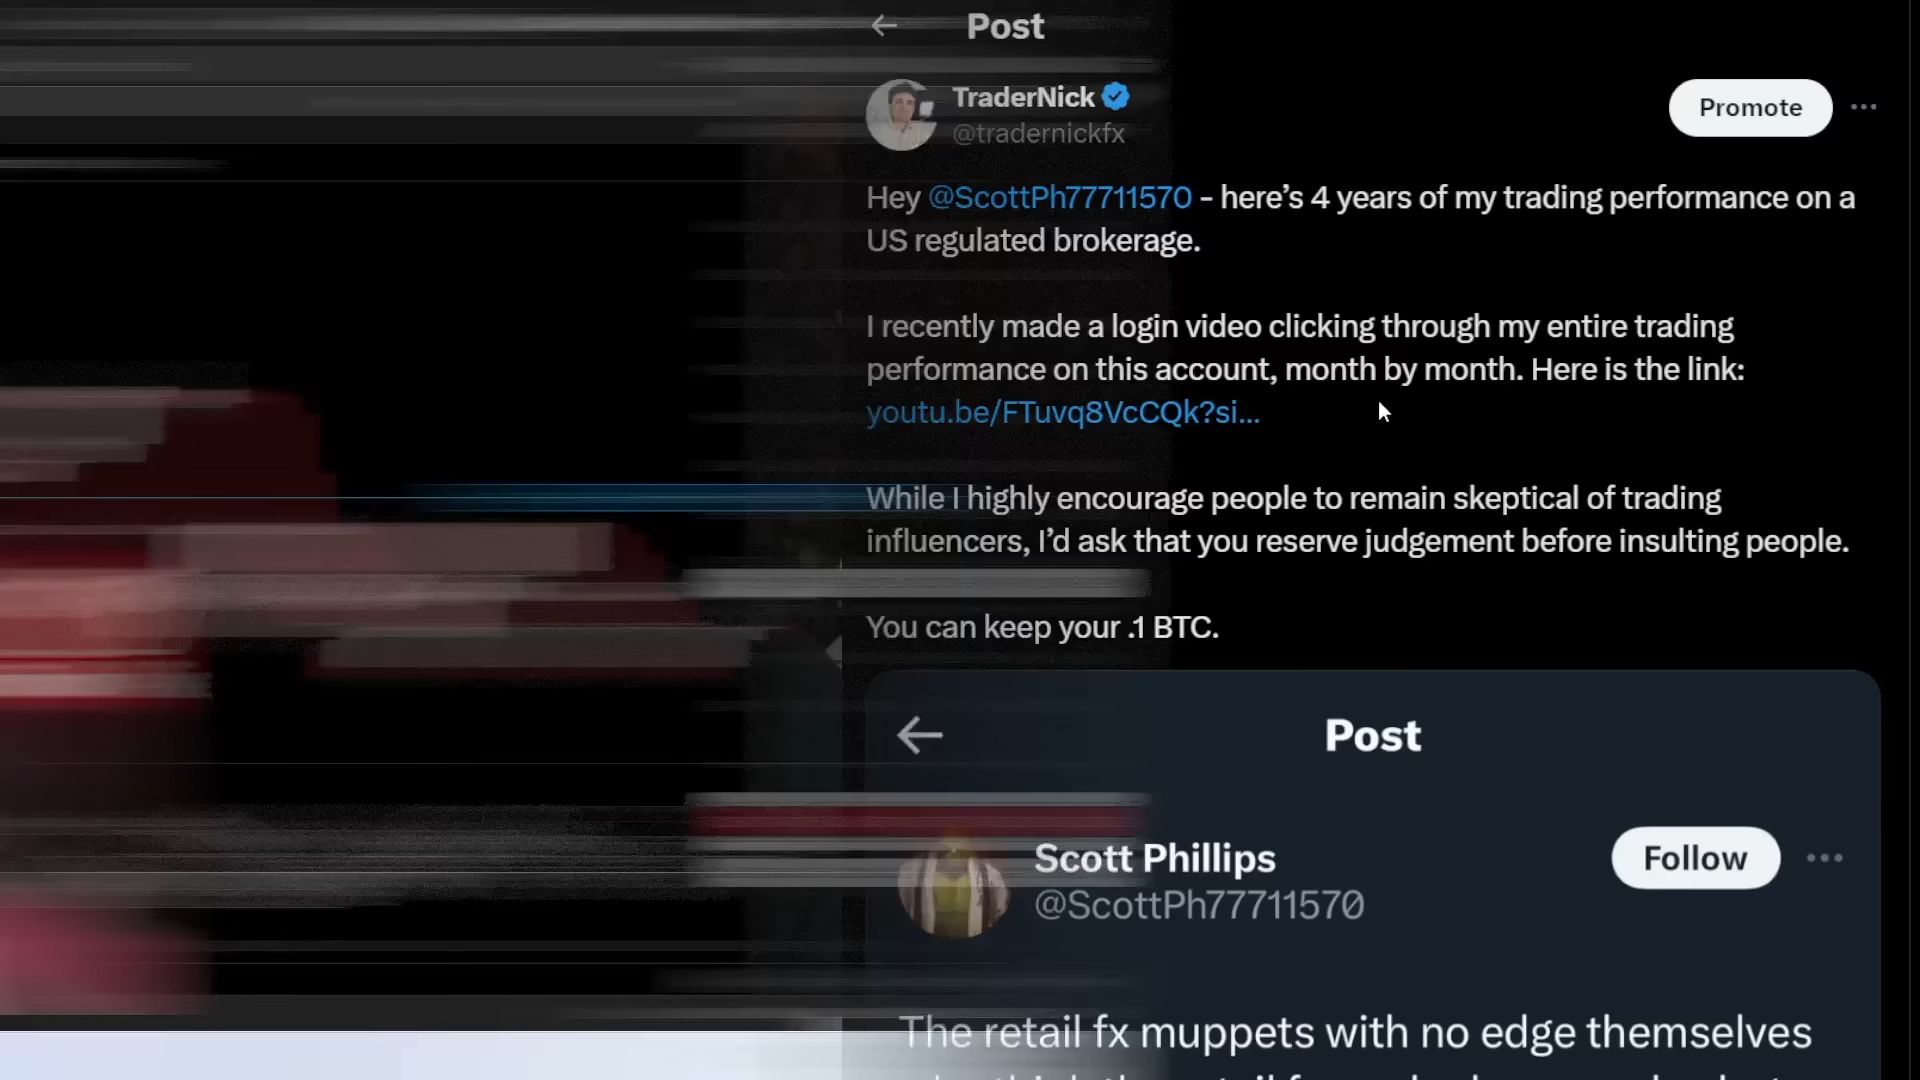 Post
TraderNick
@tradernickfx
Promote
Hey @ScottPh77711570 – here’s 4 years of my trading performance on a
US regulated brokerage.
I recently made a login video clicking through my entire trading
performance on this account, month by month. Here is the link:
youtu.be/FTuvq8VcCQk?si...
While I highly encourage people to remain skeptical of trading
influencers, I’d ask that you reserve judgement before insulting people.
You can keep your .1 BTC.
Post
Scott Phillips
@ScottPh77711570
Follow
The retail fx muppets with no edge themselves